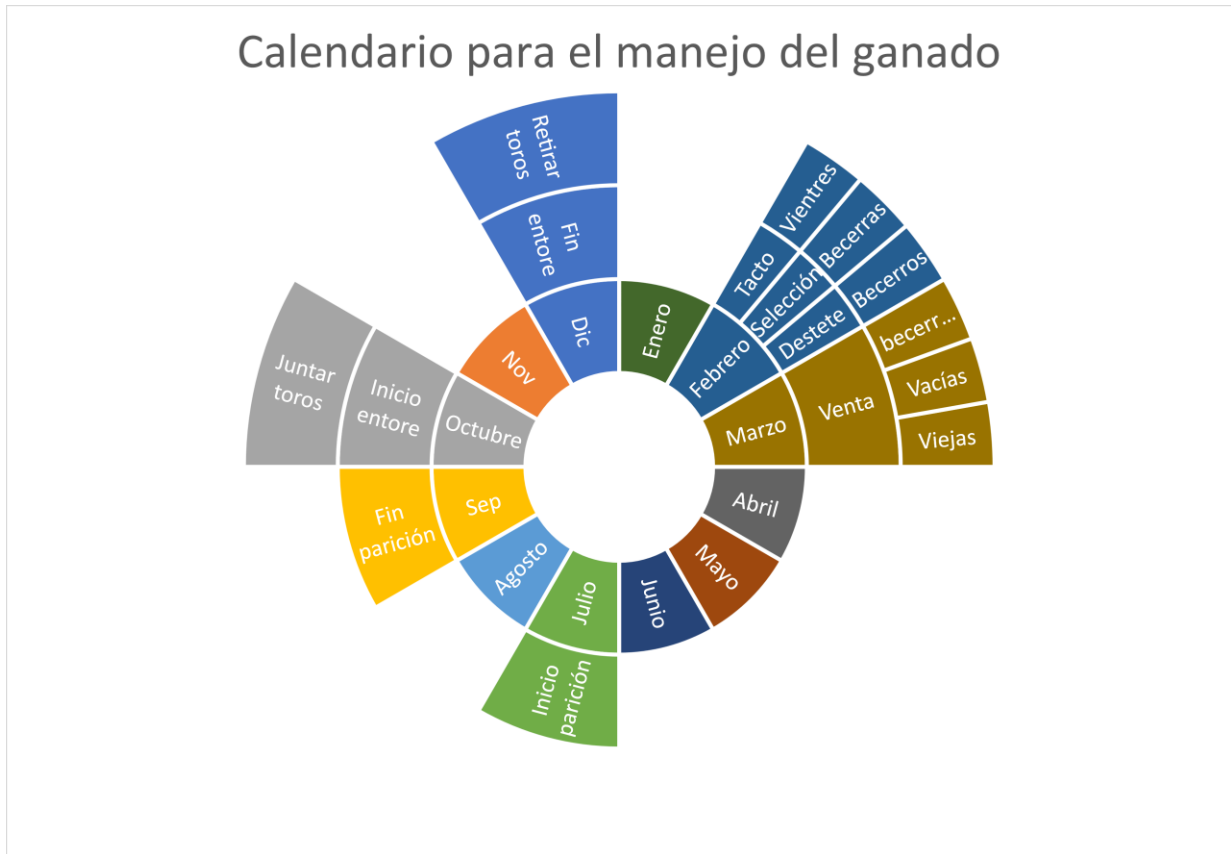 Calendario para el manejo del ganado
Enero
Febrero
Tacto
Vientres
Selección
Becerras
Destete
Becerros
Marzo
Venta
becerr...
Vacías
Viejas
Abril
Mayo
Junio
Julio
Inicio
parición
Agosto
Sep
Fin
parición
Octubre
Inicio
entore
Juntar
toros
Nov
Dic
Fin
entore
Retirar
toros